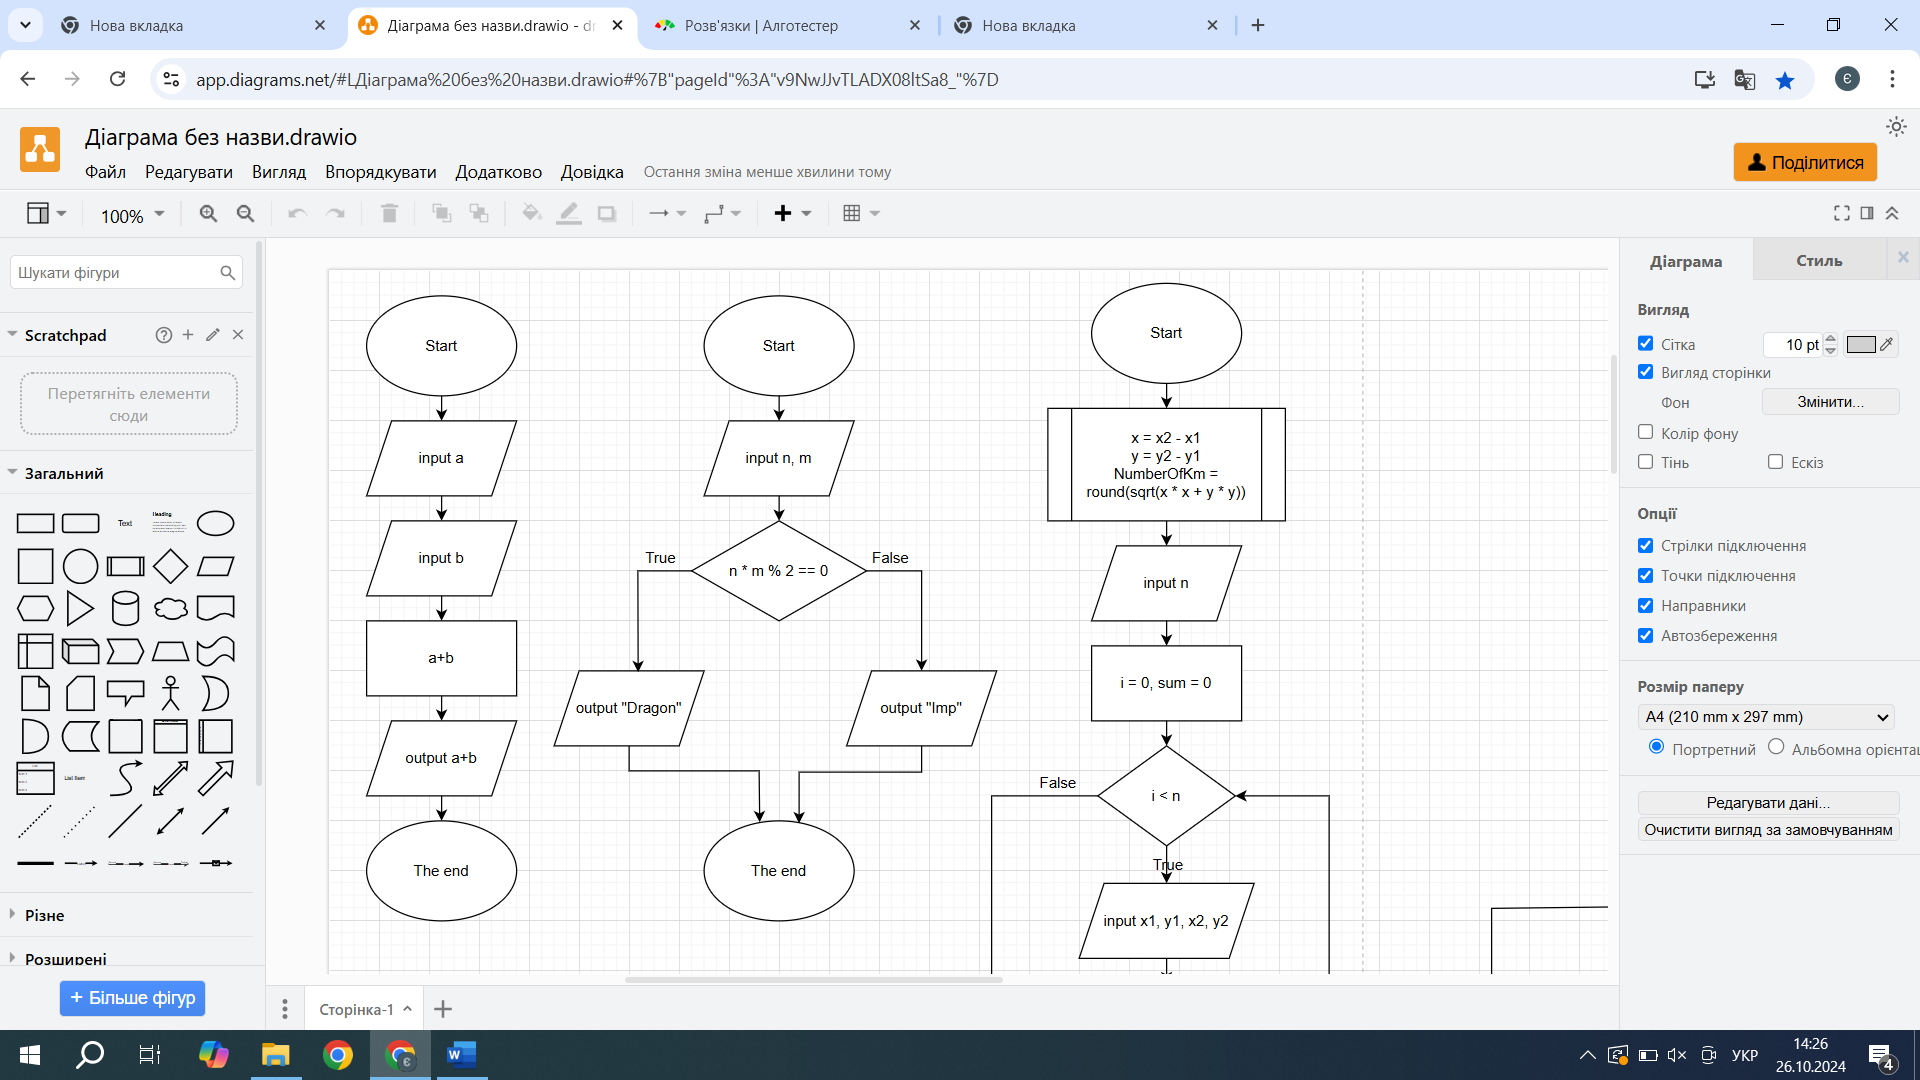 Нова вкладка
Діаграма без назви.drawio - dr
Розв'язки | Алготестер
Нова вкладка
app.diagrams.net/#LДіаграма%20без%20назви.drawio#%7B"pageId"%3A"v9NwJJvTLADX08ltSa8_"%7D
Є
Діаграма без назви.drawio
Файл
Редагувати
Вигляд
Впорядкувати
Додатково
Довідка
Остання зміна менше хвилини тому
Поділитися
100%
Шукати фігури
Scratchpad
Перетягніть елементи
сюди
Загальний
Text
Heading
List Item
Різне
Розширені
+ Більше фігур
Start
input a
input b
a+b
output a+b
The end
Start
input n, m
n * m % 2 == 0
True
False
output "Dragon"
output "Imp"
The end
Start
x = x2 - x1
y = y2 - y1
NumberOfKm =
round(sqrt(x * x + y * y))
input n
i = 0, sum = 0
i < n
False
True
input x1, y1, x2, y2
Сторінка-1
Діаграма
Стиль
Вигляд
Сітка
10 pt
Вигляд сторінки
Фон
Змінити...
Колір фону
Тінь
Ескіз
Опції
Стрілки підключення
Точки підключення
Направники
Автозбереження
Розмір паперу
A4 (210 mm x 297 mm)
Портретний
Альбомна орієнтац
Редагувати дані...
Очистити вигляд за замовчуванням
УКР
14:26
26.10.2024
4